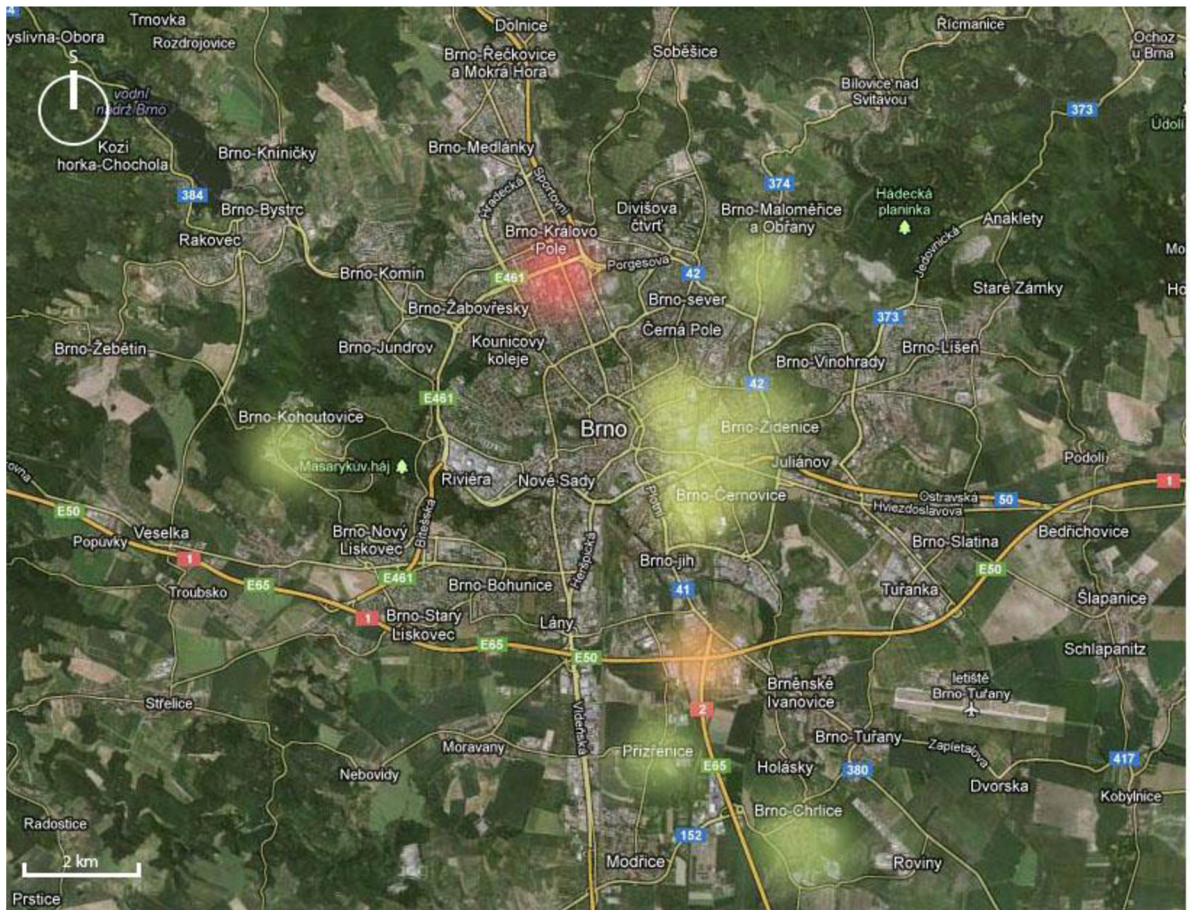 4
Trnovka
Dolnice
Říčmanice
yslivna-Obora
Rozdrojovice
Brno-Řečkovice
a Mokrá Hora
Soběšice
Ochoz
u Brna
S
vodní
nádrž Brno
Bílovice nad
Svitavou
373
Údolí
Kozí
horka-Chochola
Brno-Kníničky
Brno-Medlánky
Sportovní
Hradecká
384
374
Hádecká
planinka
Brno-Bystrc
Divišova
čtvrť
Brno-Maloměřice
a Obřany
Anaklety
Rakovec
Brno-Královo
Pole
Jedovnická
Mo
Brno-Komín
E461
Porgesova
42
Staré Zámky
Ho
Brno-Žabovřesky
Brno-sever
373
Brno-Žebětín
Brno-Jundrov
Kounicovy
koleje
Černá Pole
Brno-Vinohrady
Brno-Líšeň
E461
42
Brno-Kohoutovice
Brno
Brno-Židenice
Masarykův háj
Riviéra
Nové Sady
Juliánov
Podolí
ovna
1
E50
Plotní
Brno-Černovice
Ostravská
50
Hviezdoslavova
Veselka
Popůvky
Brno-Nový
Lískovec
Bítešská
Heršpická
Bedřichovice
1
Brno-jih
Brno-Slatina
E50
Troubsko
E65
E461
Brno-Bohunice
41
Tuřanka
Šlapanice
1
Brno-Starý
Lískovec
Lány
E65
E50
Schlapanitz
Střelice
2
Brněnské
Ivanovice
letiště
Brno-Tuřany
Vídeňská
Moravany
Přízřenice
Brno-Tuřany
Zapletalova
Nebovidy
E65
Holásky
380
417
Dvorska
Kobylnice
Radostice
Brno-Chrlice
152
2 km
Modřice
Roviny
Prstice